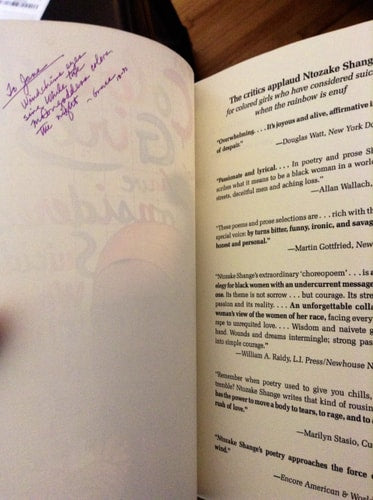 To Jane
The critics applaud Ntozake Shang
for colored girls who have considered suic
when the rainbow is enuf
"Overwhelming. . . . It's joyous and alive, affirmative i
of despair."
—Douglas Watt, New York Da
"Passionate and lyrical. . . . In poetry and prose Sh
scribes what it means to be a black woman in a world
streets, deceitful men and aching loss."
—Allan Wallach,
"These poems and prose selections are . . . rich with th
special voice: by turns bitter, funny, ironic, and savag
honest and personal."
—Martin Gottfried, New
"Ntozake Shange's extraordinary 'choreopoem' . . . is a
ology for black women with an undercurrent message
one. Its theme is not sorrow . . . but courage. Its stre
passion and its reality. . . . An unforgettable colla
woman's view of the women of her race, facing every
rape to unrequited love. . . . Wisdom and naivete g
hand. Wounds and dreams intermingle; strong pas
into simple courage."
—William A. Raidy, L.I. Press/Newhouse N
"Remember when poetry used to give you chills,
tremble? Ntozake Shange writes that kind of rousin
has the power to move a body to tears, to rage, and to a
rush of love."
—Marilyn Stasio, Cu
"Ntozake Shange's poetry approaches the force o
wind."
—Encore American & World